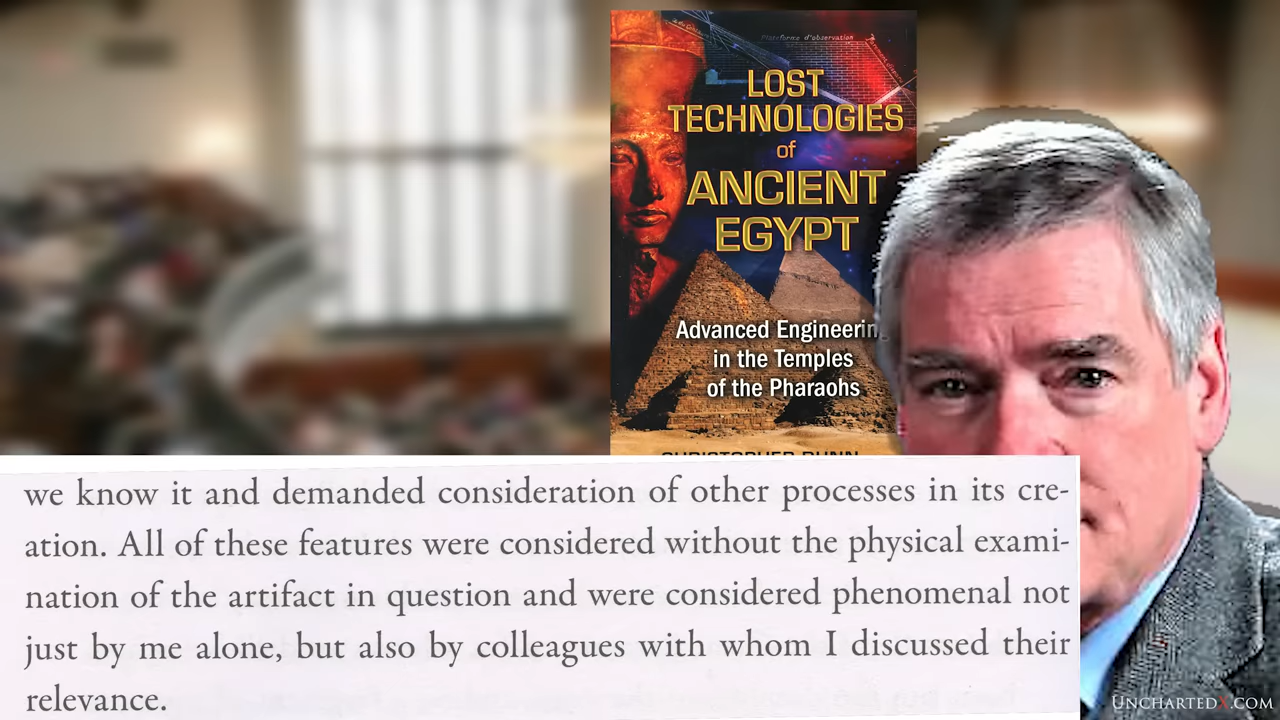 Plateforme d'observation
LOST
TECHNOLOGIES
of
ANCIENT
EGYPT
Advanced Engineerin
in the Temples
of the Pharaohs
CHRISTOPHER DUNN
we know it and demanded consideration of other processes in its cre-
ation. All of these features were considered without the physical exami-
nation of the artifact in question and were considered phenomenal not
just by me alone, but also by colleagues with whom I discussed their
relevance.
UNCHARTEDX.COM